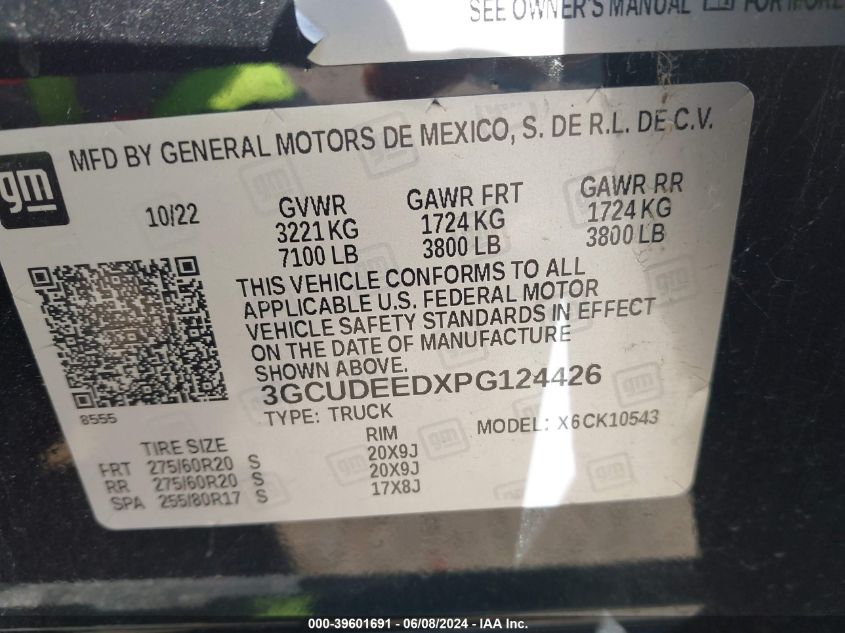 SEE OWNER'S MANUAL FOR MORE
MFD BY GENERAL MOTORS DE MEXICO, S. DE R.L. DE C.V.
gm
10/22
GVWR
3221 KG
7100 LB
GAWR FRT
1724 KG
3800 LB
GAWR RR
1724 KG
3800 LB
THIS VEHICLE CONFORMS TO ALL
APPLICABLE U.S. FEDERAL MOTOR
VEHICLE SAFETY STANDARDS IN EFFECT
ON THE DATE OF MANUFACTURE
SHOWN ABOVE.
3GCUDEEDXPG124426
8555
TYPE: TRUCK
MODEL: X6CK10543
TIRE SIZE RIM
FRT 275/60R20 S 20X9J
RR 275/60R20 S 20X9J
SPA 255/80R17 S 17X8J
000-39601691 - 06/08/2024 - IAA Inc.